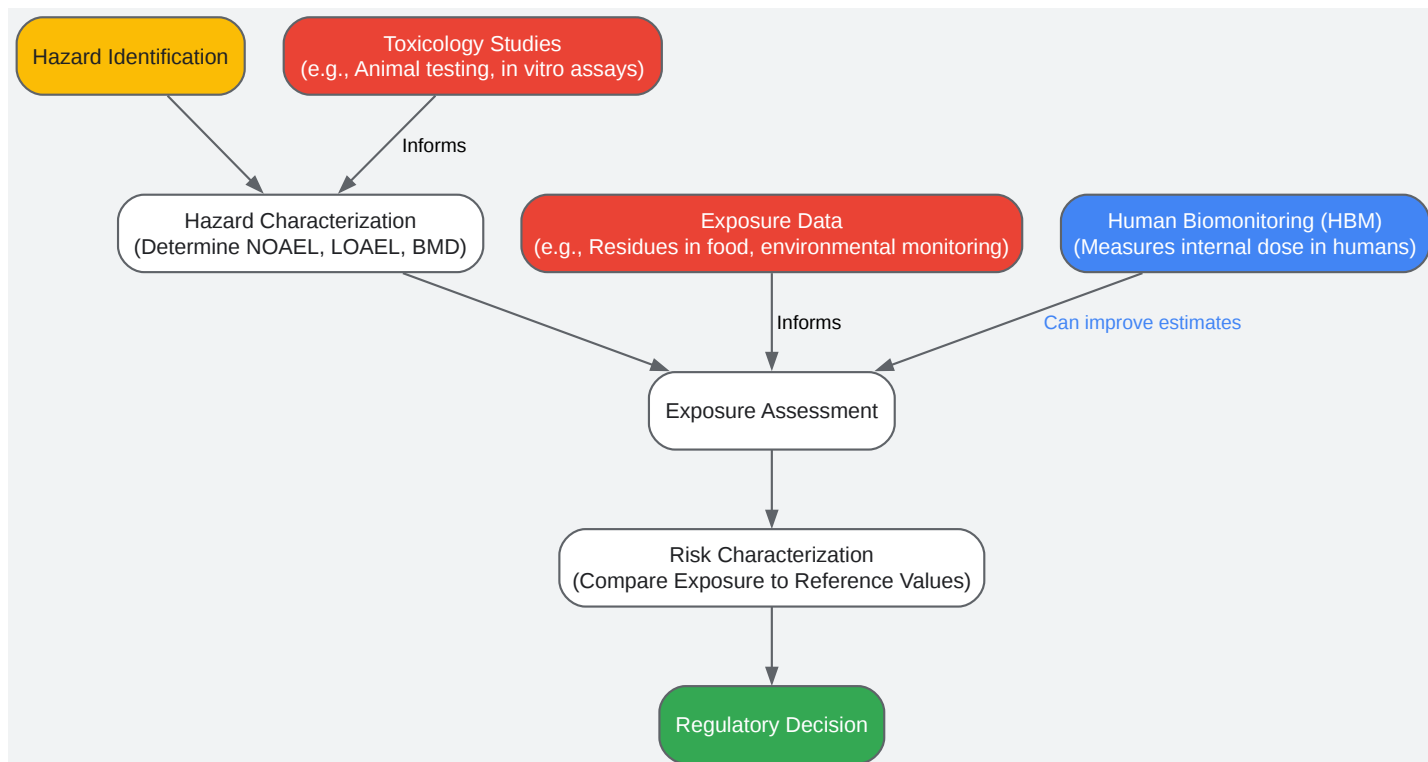 Hazard Identification
Toxicology Studies
(e.g., Animal testing, in vitro assays)
Informs
Hazard Characterization
(Determine NOAEL, LOAEL, BMD)
Exposure Data
(e.g., Residues in food, environmental monitoring)
Human Biomonitoring (HBM)
(Measures internal dose in humans)
Informs
Can improve estimates
Exposure Assessment
Risk Characterization
(Compare Exposure to Reference Values)
Regulatory Decision